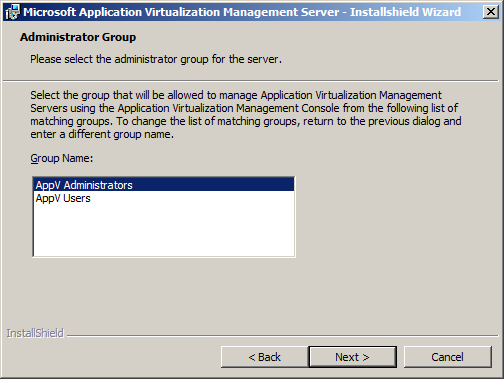 Microsoft Application Virtualization Management Server - Installshield Wizard
Administrator Group
Please select the administrator group for the server.
Select the group that will be allowed to manage Application Virtualization Management
Servers using the Application Virtualization Management Console from the following list of
matching groups. To change the list of matching groups, return to the previous dialog and
enter a different group name.
Group Name:
AppV Administrators
AppV Users
InstallShield
< Back
Next >
Cancel